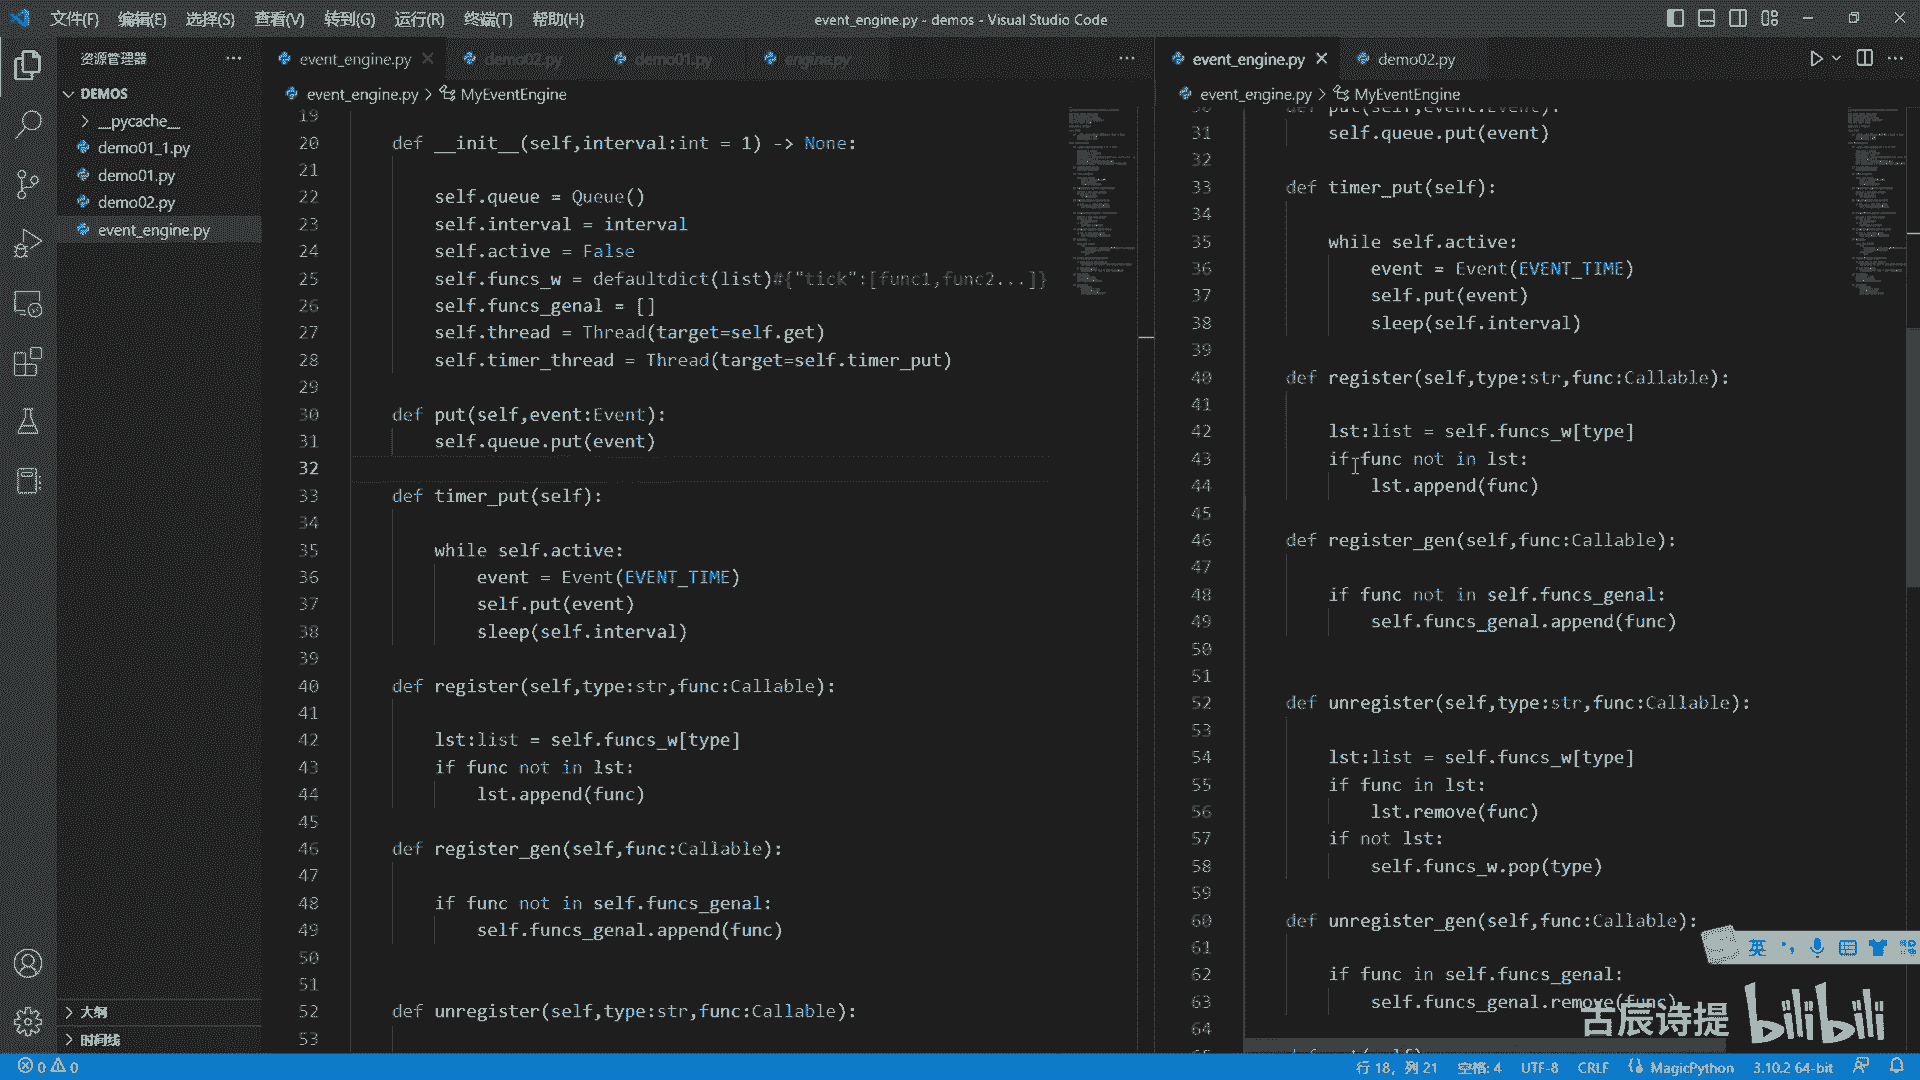 文件(F) 编辑(E) 选择(S) 查看(V) 转到(G) 运行(R) 终端(T) 帮助(H)
event_engine.py - demos - Visual Studio Code
资源管理器
DEMOS
__pycache__
demo01_1.py
demo01.py
demo02.py
event_engine.py
大纲
时间线
event_engine.py demo02.py demo01.py engine.py
event_engine.py > MyEventEngine
19
20 def __init__(self,interval:int = 1) -> None:
21
22 self.queue = Queue()
23 self.interval = interval
24 self.active = False
25 self.funcs_w = defaultdict(list)#{"tick":[func1,func2...]}
26 self.funcs_genal = []
27 self.thread = Thread(target=self.get)
28 self.timer_thread = Thread(target=self.timer_put)
29
30 def put(self,event:Event):
31 self.queue.put(event)
32
33 def timer_put(self):
34
35 while self.active:
36 event = Event(EVENT_TIME)
37 self.put(event)
38 sleep(self.interval)
39
40 def register(self,type:str,func:Callable):
41
42 lst:list = self.funcs_w[type]
43 if func not in lst:
44 lst.append(func)
45
46 def register_gen(self,func:Callable):
47
48 if func not in self.funcs_genal:
49 self.funcs_genal.append(func)
50
51
52 def unregister(self,type:str,func:Callable):
53
event_engine.py demo02.py
event_engine.py > MyEventEngine
30 def put(self,event:Event):
31 self.queue.put(event)
32
33 def timer_put(self):
34
35 while self.active:
36 event = Event(EVENT_TIME)
37 self.put(event)
38 sleep(self.interval)
39
40 def register(self,type:str,func:Callable):
41
42 lst:list = self.funcs_w[type]
43 if func not in lst:
44 lst.append(func)
45
46 def register_gen(self,func:Callable):
47
48 if func not in self.funcs_genal:
49 self.funcs_genal.append(func)
50
51
52 def unregister(self,type:str,func:Callable):
53
54 lst:list = self.funcs_w[type]
55 if func in lst:
56 lst.remove(func)
57 if not lst:
58 self.funcs_w.pop(type)
59
60 def unregister_gen(self,func:Callable):
61
62 if func in self.funcs_genal:
63 self.funcs_genal.remove(func)
64
英
古辰诗提 bilibili
0 0
行 18，列 21 空格: 4 UTF-8 CRLF MagicPython 3.10.2 64-bit